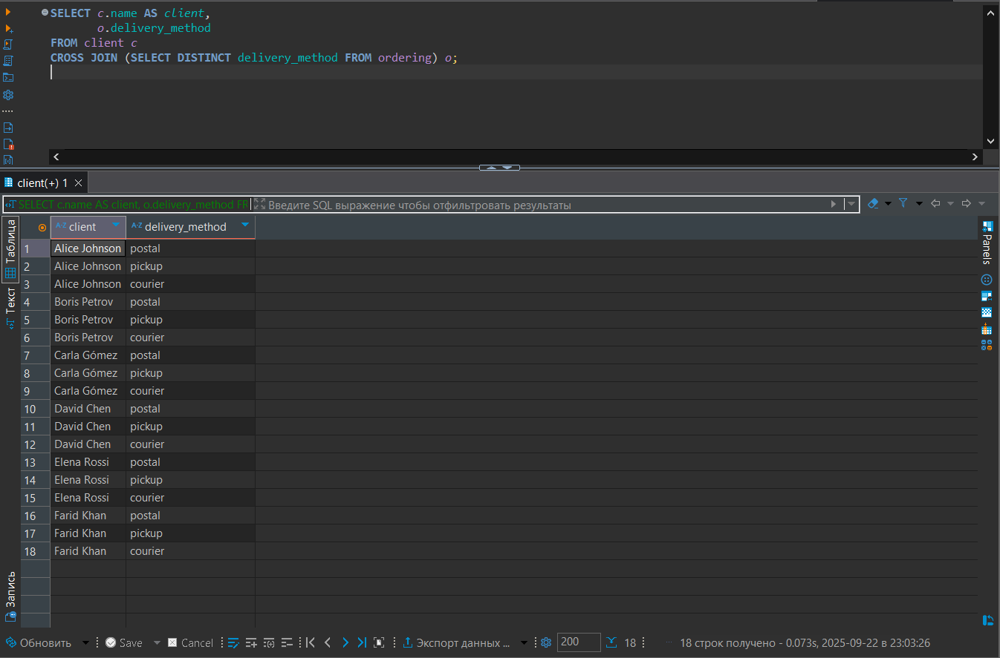 SELECT c.name AS client,
o.delivery_method
FROM client c
CROSS JOIN (SELECT DISTINCT delivery_method FROM ordering) o;
client(+) 1
SELECT c.name AS client, o.delivery_method FR
Введите SQL выражение чтобы отфильтровать результаты
Таблица
Текст
Запись
Panels
A-Z client A-Z delivery_method
1 Alice Johnson postal
2 Alice Johnson pickup
3 Alice Johnson courier
4 Boris Petrov postal
5 Boris Petrov pickup
6 Boris Petrov courier
7 Carla Gómez postal
8 Carla Gómez pickup
9 Carla Gómez courier
10 David Chen postal
11 David Chen pickup
12 David Chen courier
13 Elena Rossi postal
14 Elena Rossi pickup
15 Elena Rossi courier
16 Farid Khan postal
17 Farid Khan pickup
18 Farid Khan courier
Обновить Save Cancel Экспорт данных ... 200 18 18 строк получено - 0.073s, 2025-09-22 в 23:03:26